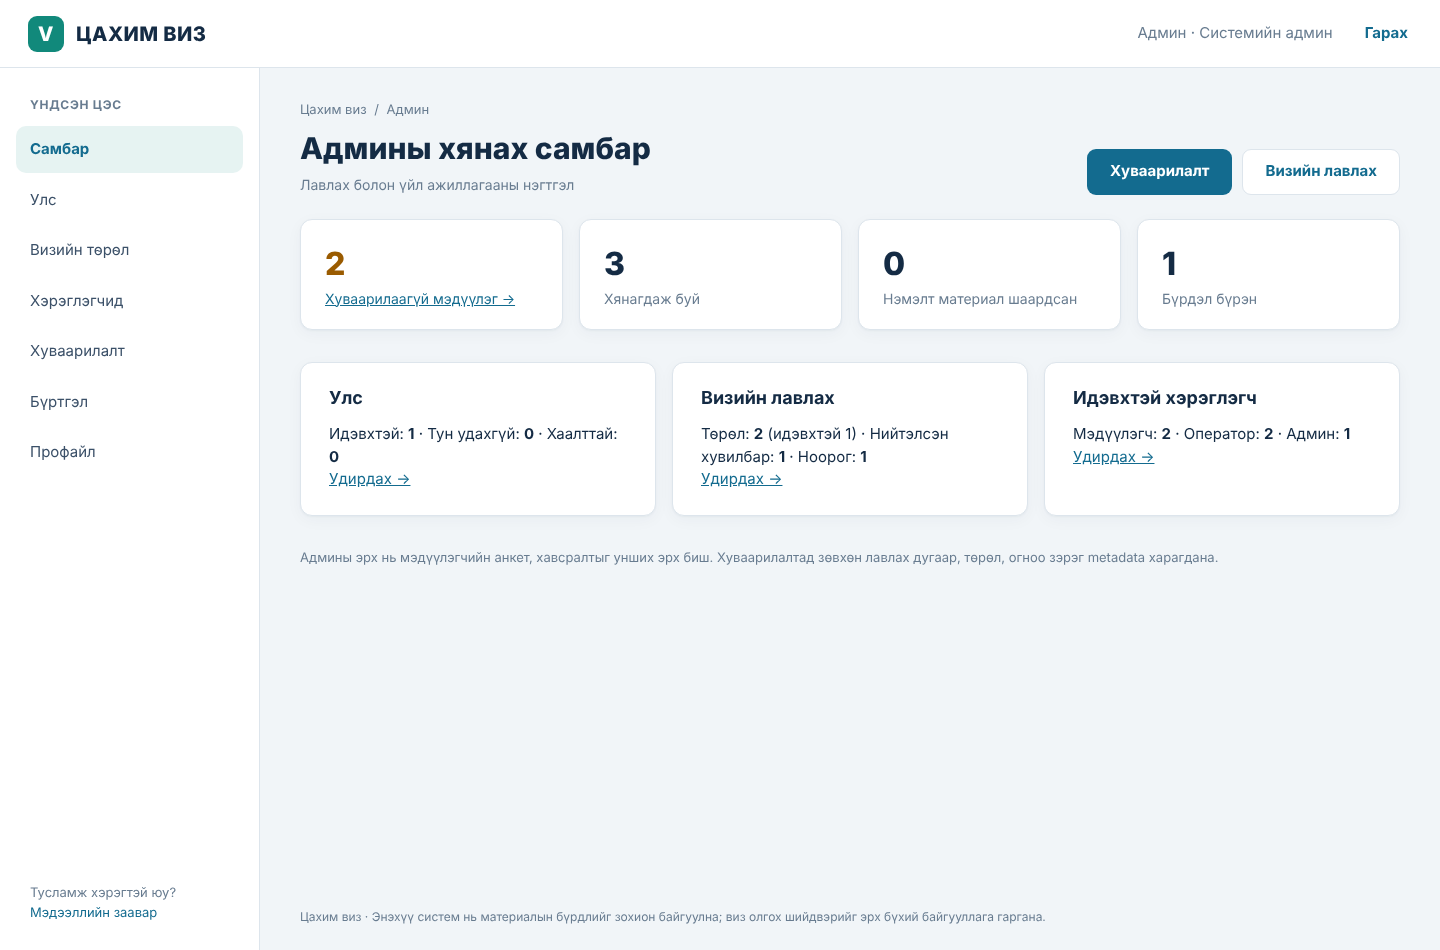 V ЦАХИМ ВИЗ
Админ · Системийн админ Гарах
ҮНДСЭН ЦЭС
Самбар
Улс
Визийн төрөл
Хэрэглэгчид
Хуваарилалт
Бүртгэл
Профайл
Тусламж хэрэгтэй юу?
Мэдээллийн заавар
Цахим виз / Админ
Админы хянах самбар
Лавлах болон үйл ажиллагааны нэгтгэл
Хуваарилалт
Визийн лавлах
2
Хуваарилаагүй мэдүүлэг →
3
Хянагдаж буй
0
Нэмэлт материал шаардсан
1
Бүрдэл бүрэн
Улс
Идэвхтэй: 1 · Тун удахгүй: 0 · Хаалттай:
0
Удирдах →
Визийн лавлах
Төрөл: 2 (идэвхтэй 1) · Нийтэлсэн
хувилбар: 1 · Ноорог: 1
Удирдах →
Идэвхтэй хэрэглэгч
Мэдүүлэгч: 2 · Оператор: 2 · Админ: 1
Удирдах →
Админы эрх нь мэдүүлэгчийн анкет, хавсралтыг унших эрх биш. Хуваарилалтад зөвхөн лавлах дугаар, төрөл, огноо зэрэг metadata харагдана.
Цахим виз · Энэхүү систем нь материалын бүрдлийг зохион байгуулна; виз олгох шийдвэрийг эрх бүхий байгууллага гаргана.